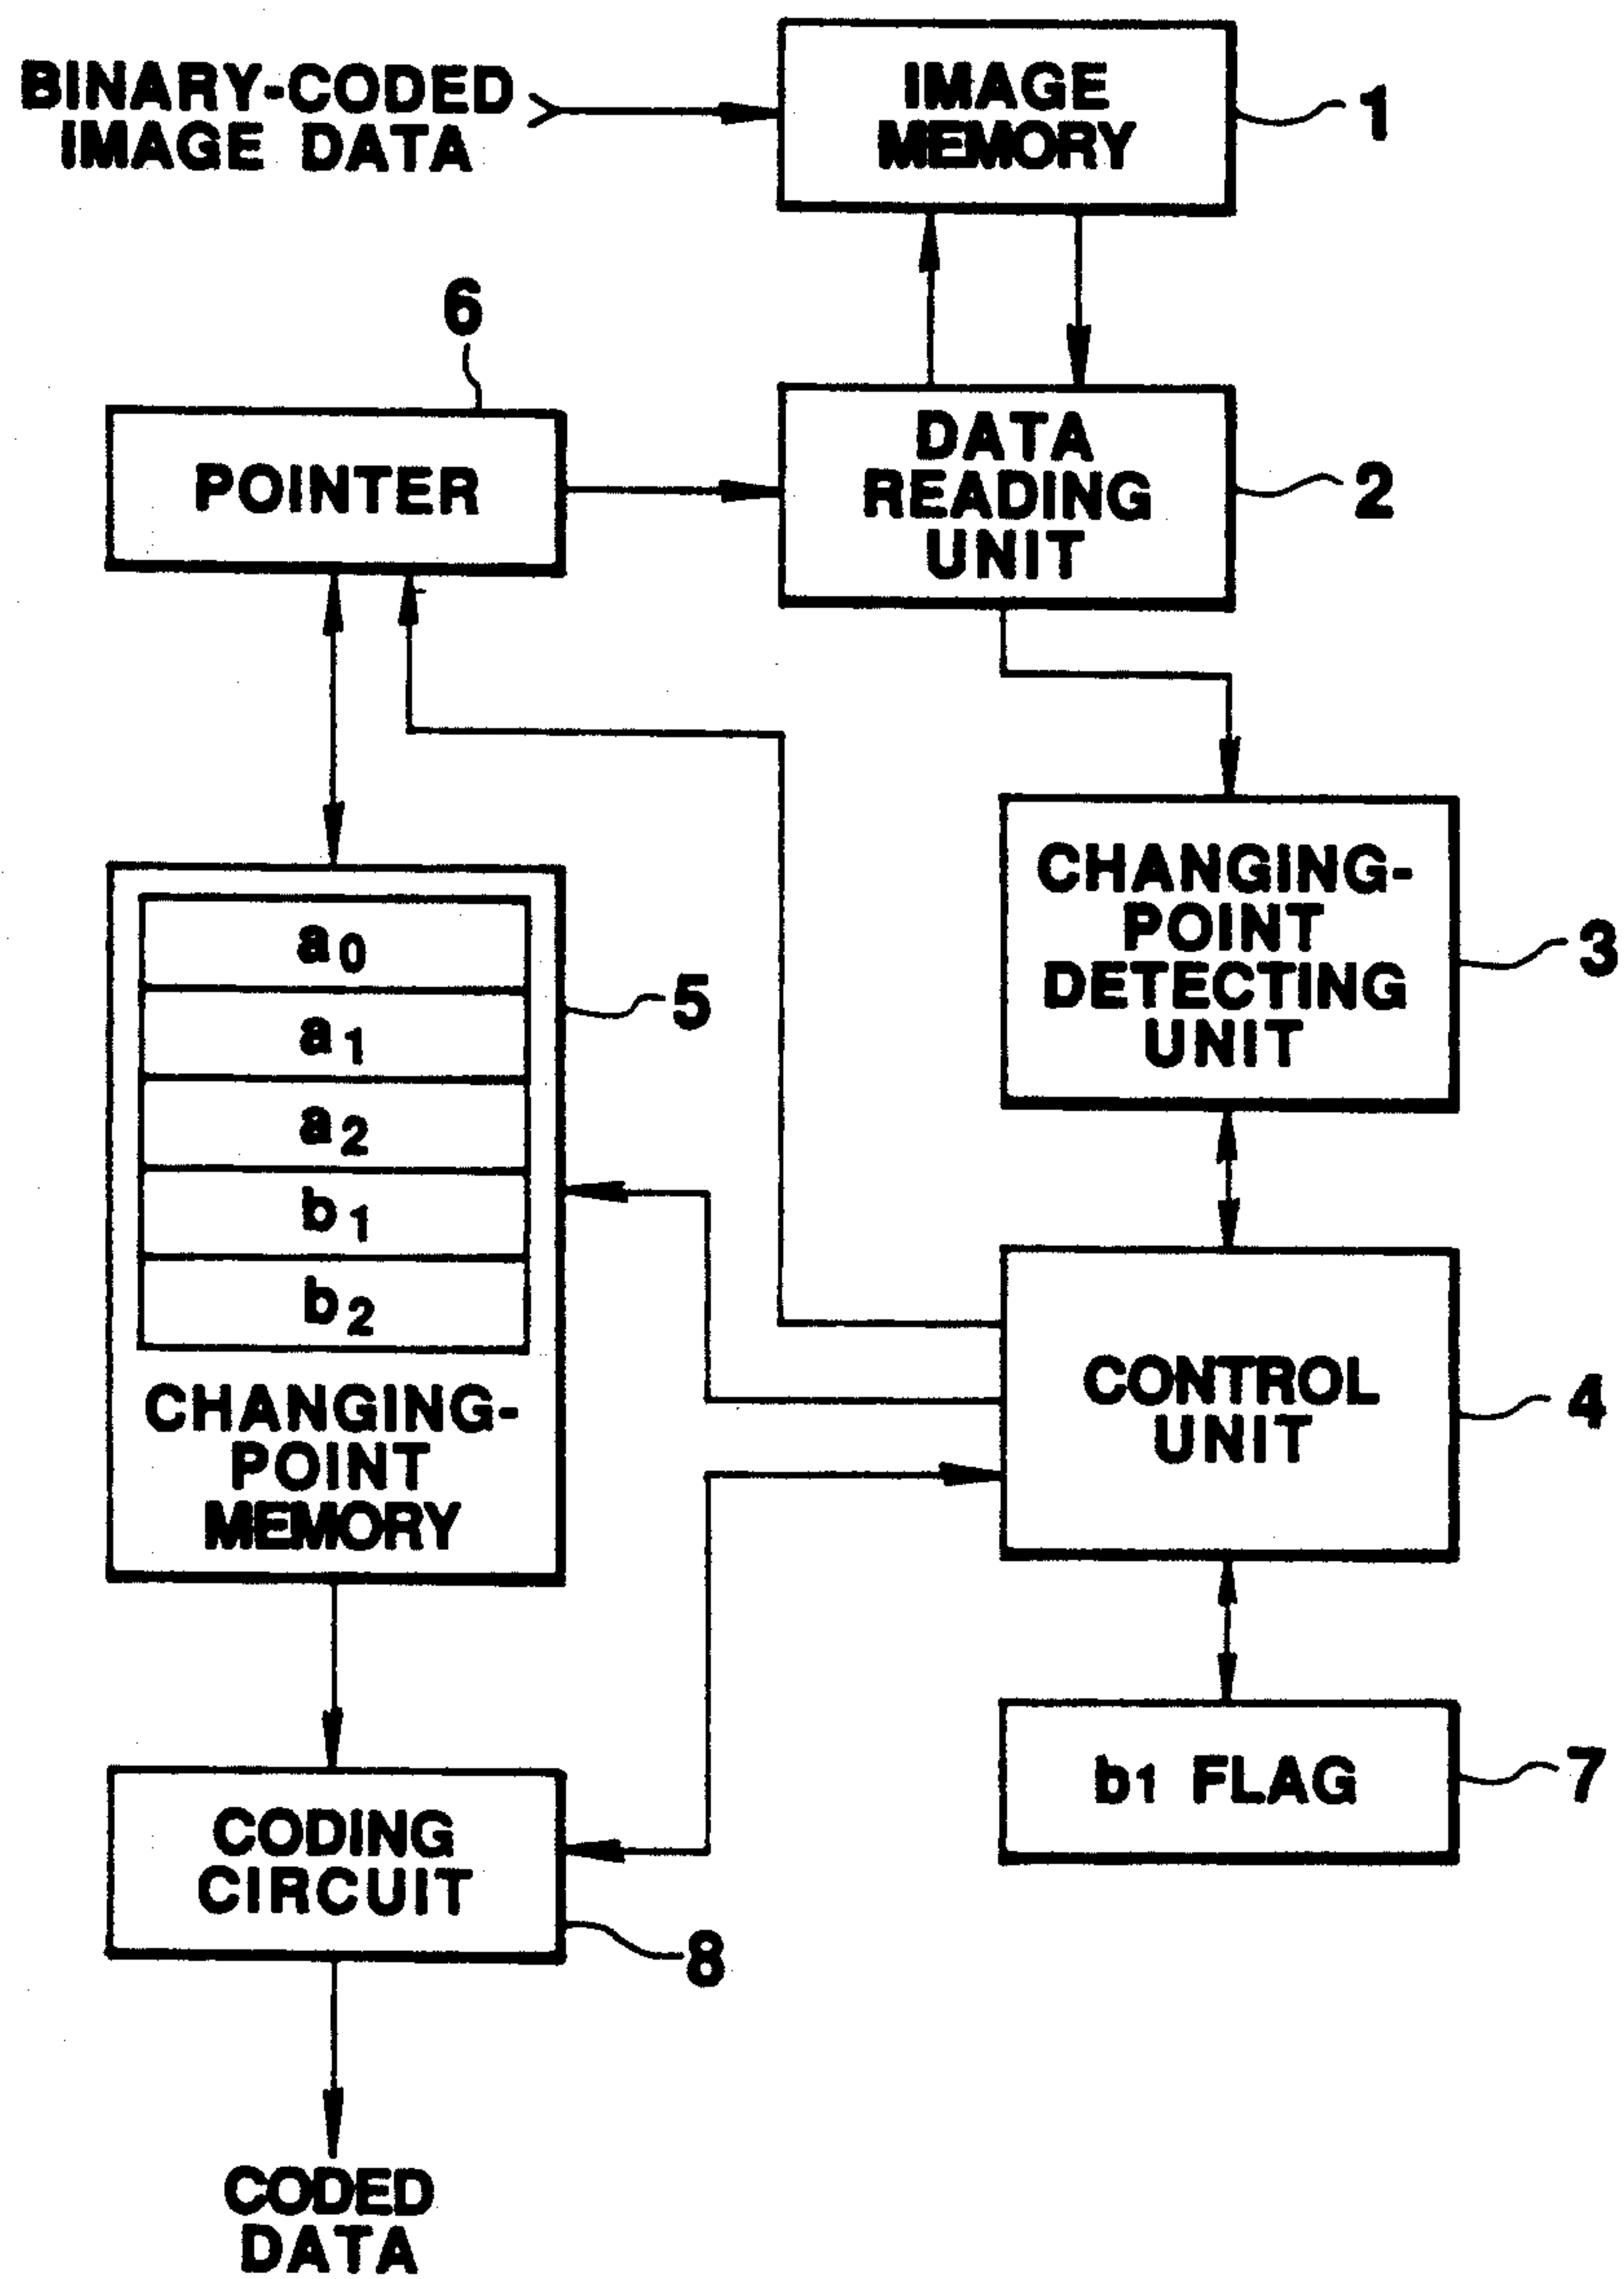 BINARY-CODED
IMAGE DATA
IMAGE
MEMORY
1
6
POINTER
DATA
READING
UNIT
2
CHANGING-
POINT
DETECTING
UNIT
3
a0
a1
a2
b1
b2
CHANGING-
POINT
MEMORY
5
CONTROL
UNIT
4
b1 FLAG
7
CODING
CIRCUIT
8
CODED
DATA